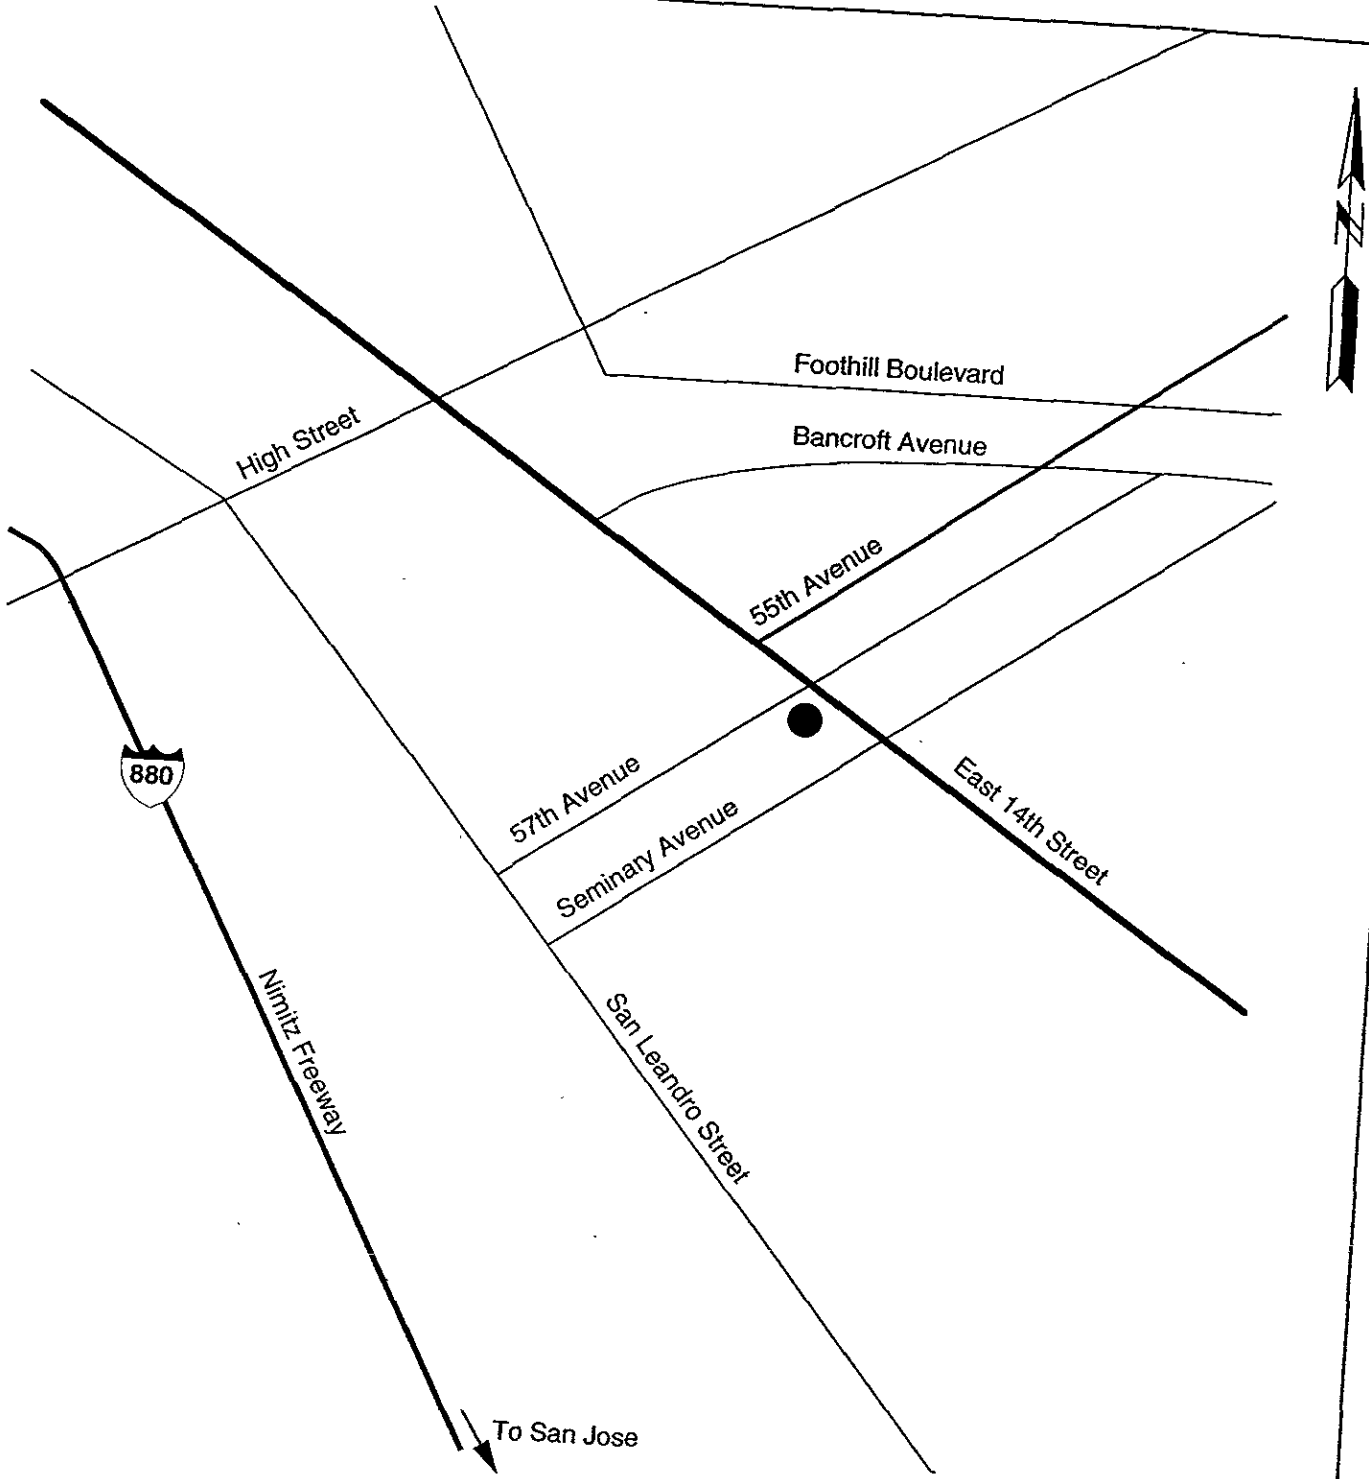 N
Foothill Boulevard
Bancroft Avenue
High Street
55th Avenue
880
57th Avenue
East 14th Street
Seminary Avenue
Nimitz Freeway
San Leandro Street
To San Jose